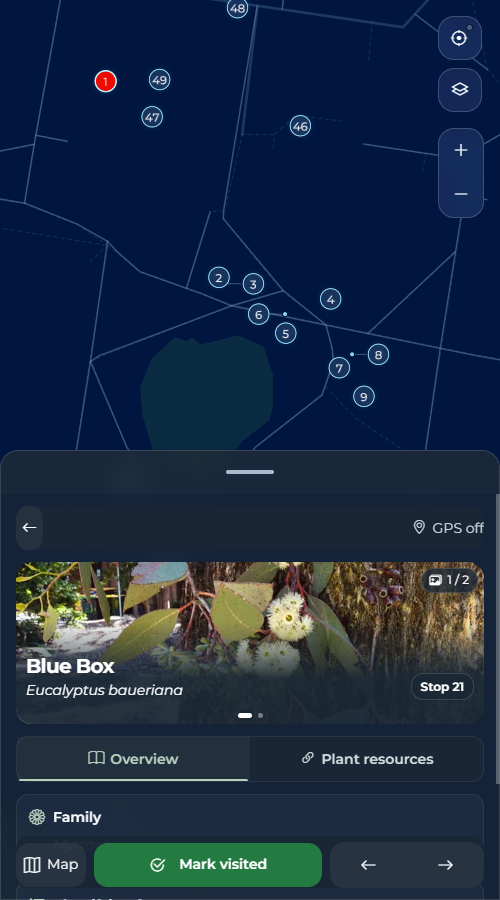 48
1
49
47
46
2
3
4
6
5
7
8
9
GPS off
1 / 2
Blue Box
Eucalyptus baueriana
Stop 21
Overview
Plant resources
Family
Map
Mark visited